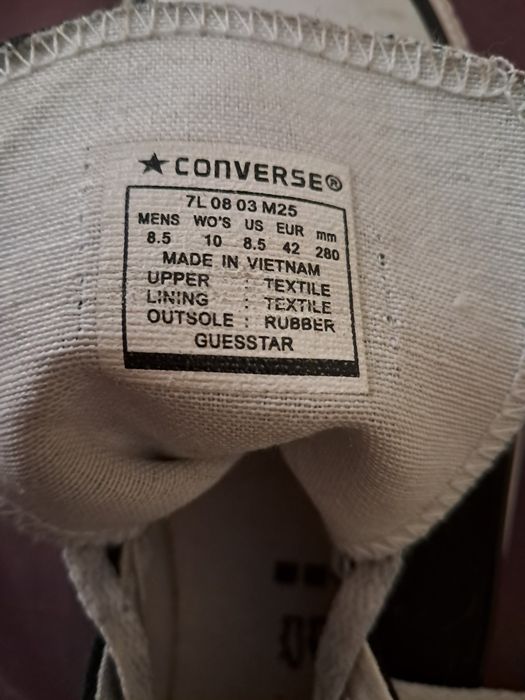 ★CONVERSE®
7L 08 03 M25
MENS WO'S US EUR mm
8.5 10 8.5 42 280
MADE IN VIETNAM
UPPER : TEXTILE
LINING : TEXTILE
OUTSOLE : RUBBER
GUESSTAR